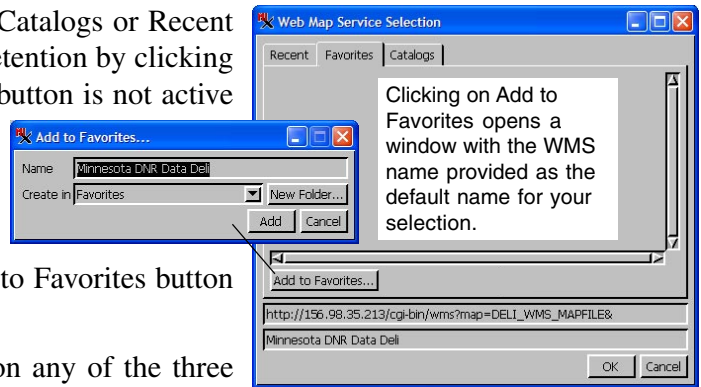 Catalogs or Recent
etention by clicking
button is not active
to Favorites button
on any of the three
Web Map Service Selection
Recent Favorites Catalogs
Clicking on Add to
Favorites opens a
window with the WMS
name provided as the
default name for your
selection.
Add to Favorites...
Name Minnesota DNR Data Deli
Create in Favorites New Folder...
Add Cancel
Add to Favorites...
http://156.98.35.213/cgi-bin/wms?map=DELI_WMS_MAPFILE&
Minnesota DNR Data Deli
OK Cancel